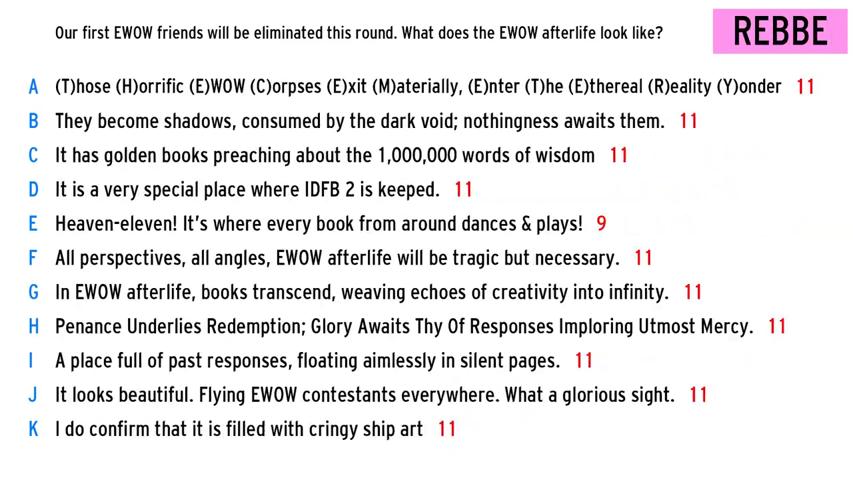 Our first EWOW friends will be eliminated this round. What does the EWOW afterlife look like?
REBBE
A (T)hose (H)orrific (E)WOW (C)orpses (E)xit (M)aterially, (E)nter (T)he (E)thereal (R)eality (Y)onder 11
B They become shadows, consumed by the dark void; nothingness awaits them. 11
C It has golden books preaching about the 1,000,000 words of wisdom 11
D It is a very special place where IDFB 2 is keeped. 11
E Heaven-eleven! It's where every book from around dances & plays! 9
F All perspectives, all angles, EWOW afterlife will be tragic but necessary. 11
G In EWOW afterlife, books transcend, weaving echoes of creativity into infinity. 11
H Penance Underlies Redemption; Glory Awaits Thy Of Responses Imploring Utmost Mercy. 11
I A place full of past responses, floating aimlessly in silent pages. 11
J It looks beautiful. Flying EWOW contestants everywhere. What a glorious sight. 11
K I do confirm that it is filled with cringy ship art 11